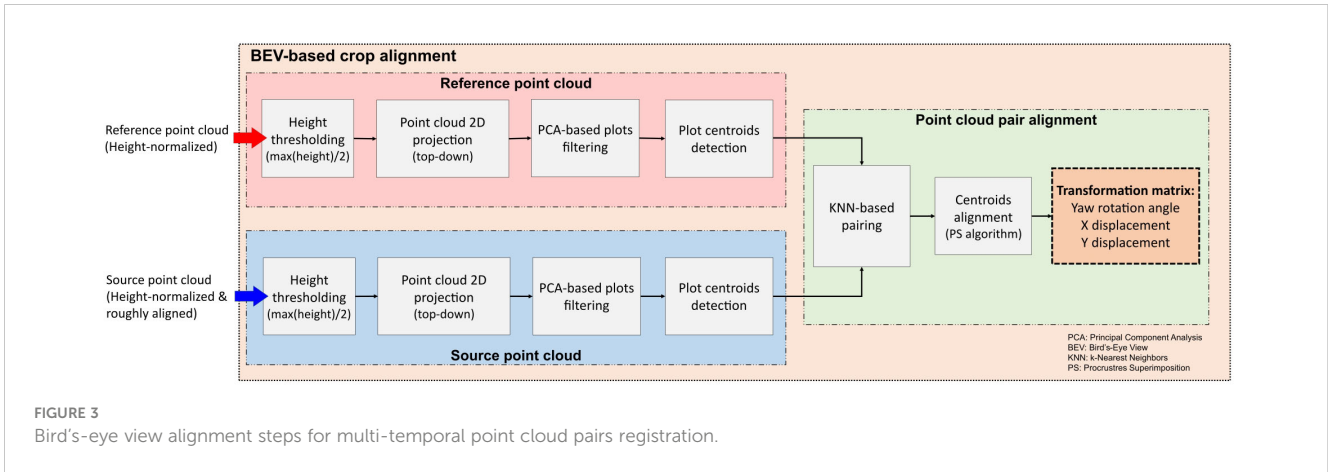 BEV-based crop alignment
Reference point cloud
Reference point cloud
(Height-normalized)
Height
thresholding
(max(height)/2)
Point cloud 2D
projection
(top-down)
PCA-based plots
filtering
Plot centroids
detection
Source point cloud
(Height-normalized &
roughly aligned)
Height
thresholding
(max(height)/2)
Point cloud 2D
projection
(top-down)
PCA-based plots
filtering
Plot centroids
detection
Source point cloud
Point cloud pair alignment
KNN-based
pairing
Centroids
alignment
(PS algorithm)
Transformation matrix:
Yaw rotation angle
X displacement
Y displacement
PCA: Principal Component Analysis
BEV: Bird's-Eye View
KNN: k-Nearest Neighbors
PS: Procrustres Superimposition
FIGURE 3
Bird's-eye view alignment steps for multi-temporal point cloud pairs registration.